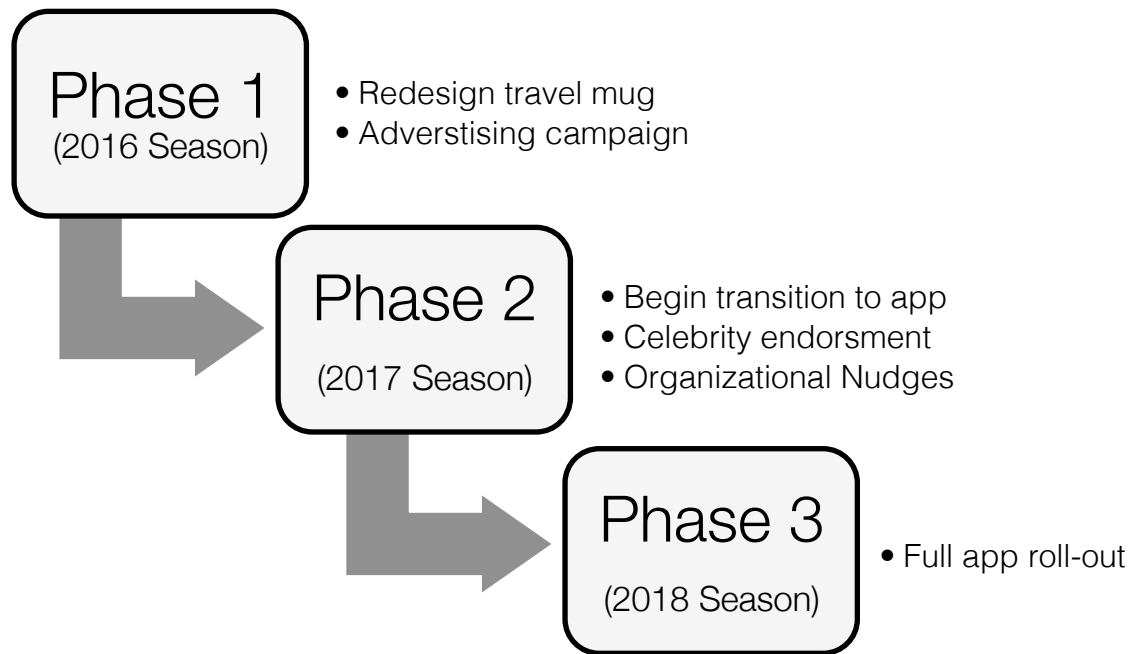 Phase 1
(2016 Season)
• Redesign travel mug
• Adverstising campaign
Phase 2
(2017 Season)
• Begin transition to app
• Celebrity endorsment
• Organizational Nudges
Phase 3
(2018 Season)
• Full app roll-out